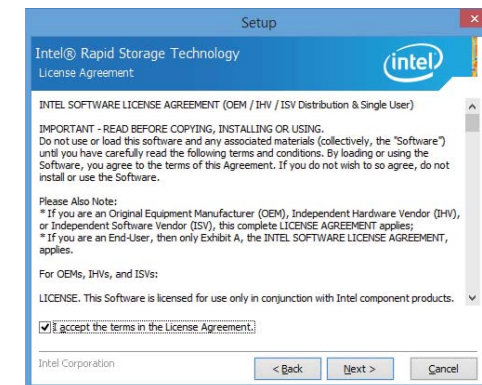 Setup
Intel® Rapid Storage Technology
License Agreement
intel
INTEL SOFTWARE LICENSE AGREEMENT (OEM / IHV / ISV Distribution & Single User)
IMPORTANT - READ BEFORE COPYING, INSTALLING OR USING.
Do not use or load this software and any associated materials (collectively, the "Software")
until you have carefully read the following terms and conditions. By loading or using the
Software, you agree to the terms of this Agreement. If you do not wish to so agree, do not
install or use the Software.
Please Also Note:
* If you are an Original Equipment Manufacturer (OEM), Independent Hardware Vendor (IHV),
or Independent Software Vendor (ISV), this complete LICENSE AGREEMENT applies;
* If you are an End-User, then only Exhibit A, the INTEL SOFTWARE LICENSE AGREEMENT,
applies.
For OEMs, IHVs, and ISVs:
LICENSE. This Software is licensed for use only in conjunction with Intel component products.
I accept the terms in the License Agreement.
Intel Corporation
< Back Next > Cancel